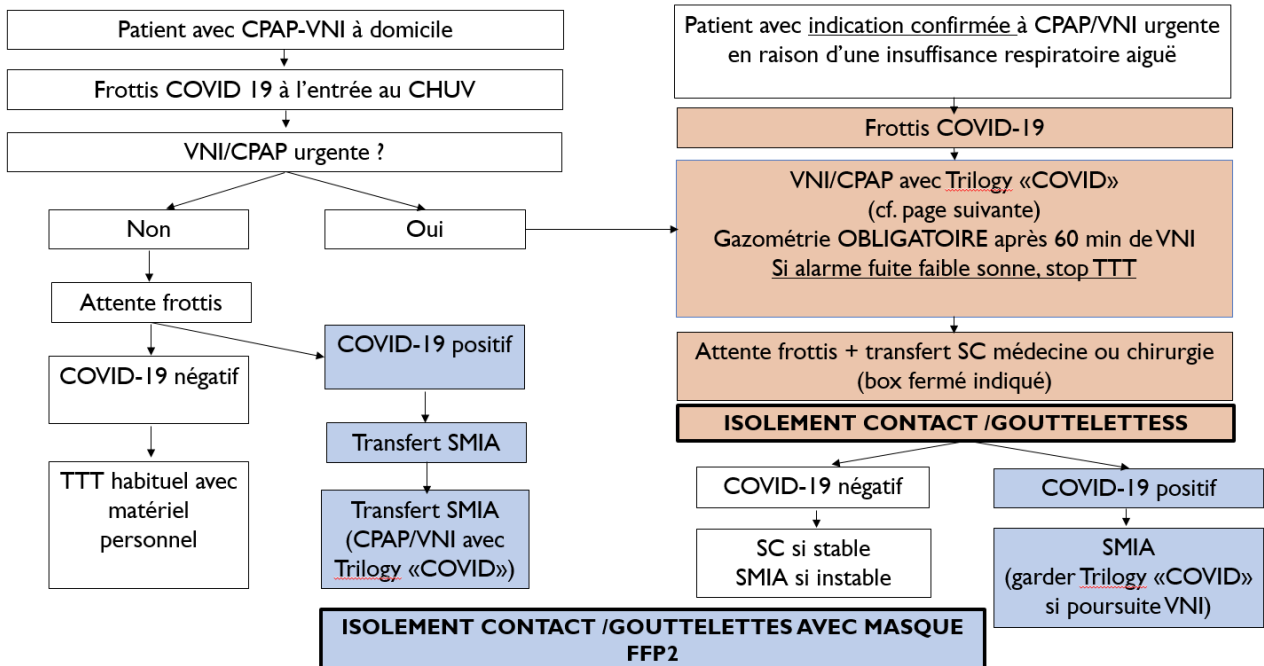 Patient avec CPAP-VNI à domicile
Frottis COVID 19 à l'entrée au CHUV
VNI/CPAP urgente ?
Non
Oui
Attente frottis
COVID-19 négatif
COVID-19 positif
Transfert SMIA
TTT habituel avec
matériel
personnel
Transfert SMIA
(CPAP/VNI avec
Trilogy «COVID»)
Patient avec indication confirmée à CPAP/VNI urgente
en raison d'une insuffisance respiratoire aiguë
Frottis COVID-19
VNI/CPAP avec Trilogy «COVID»
(cf. page suivante)
Gazométrie OBLIGATOIRE après 60 min de VNI
Si alarme fuite faible sonne, stop TTT
Attente frottis + transfert SC médecine ou chirurgie
(box fermé indiqué)
ISOLEMENT CONTACT /GOUTTELETTESS
COVID-19 négatif
COVID-19 positif
SC si stable
SMIA si instable
SMIA
(garder Trilogy «COVID»
si poursuite VNI)
ISOLEMENT CONTACT /GOUTTELETTES AVEC MASQUE
FFP2